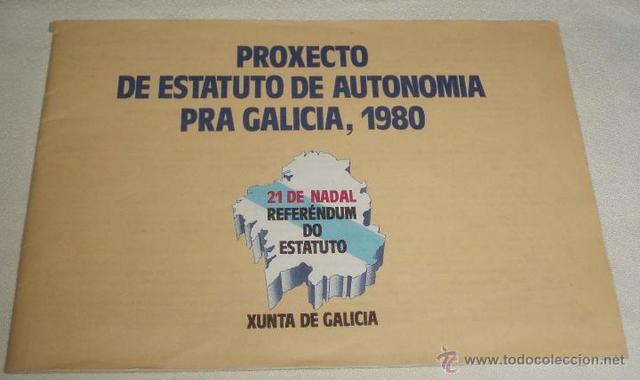 PROXECTO
DE ESTATUTO DE AUTONOMIA
PRA GALICIA, 1980
21 DE NADAL
REFERÉNDUM
DO
ESTATUTO
XUNTA DE GALICIA
www.todocoleccion.net